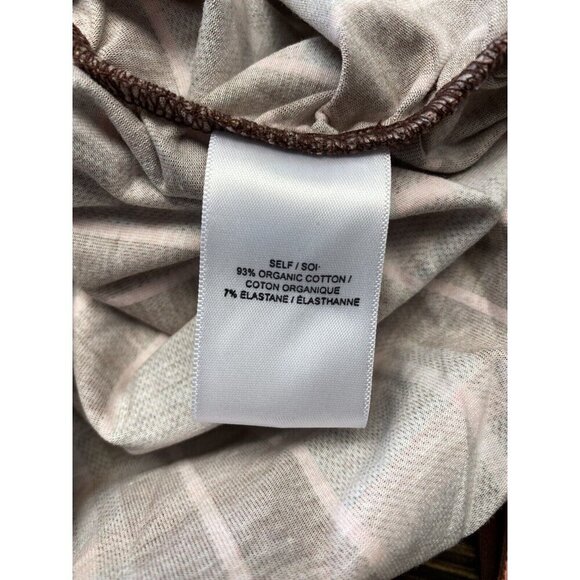 SELF / SOI·
93% ORGANIC COTTON /
COTON ORGANIQUE
7% ELASTANE / ÉLASTHANNE